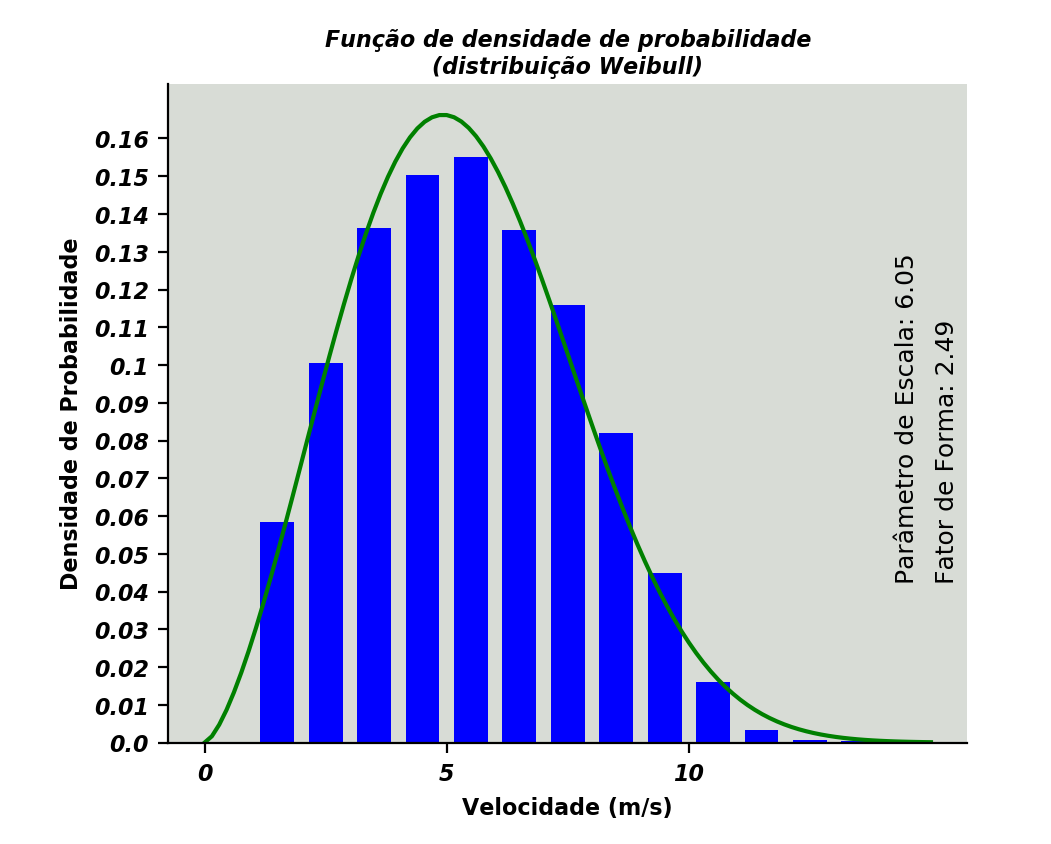 Função de densidade de probabilidade
(distribuição Weibull)
Densidade de Probabilidade
0.16
0.15
0.14
0.13
0.12
0.11
0.1
0.09
0.08
0.07
0.06
0.05
0.04
0.03
0.02
0.01
0.0
0 5 10
Velocidade (m/s)
Parâmetro de Escala: 6.05
Fator de Forma: 2.49